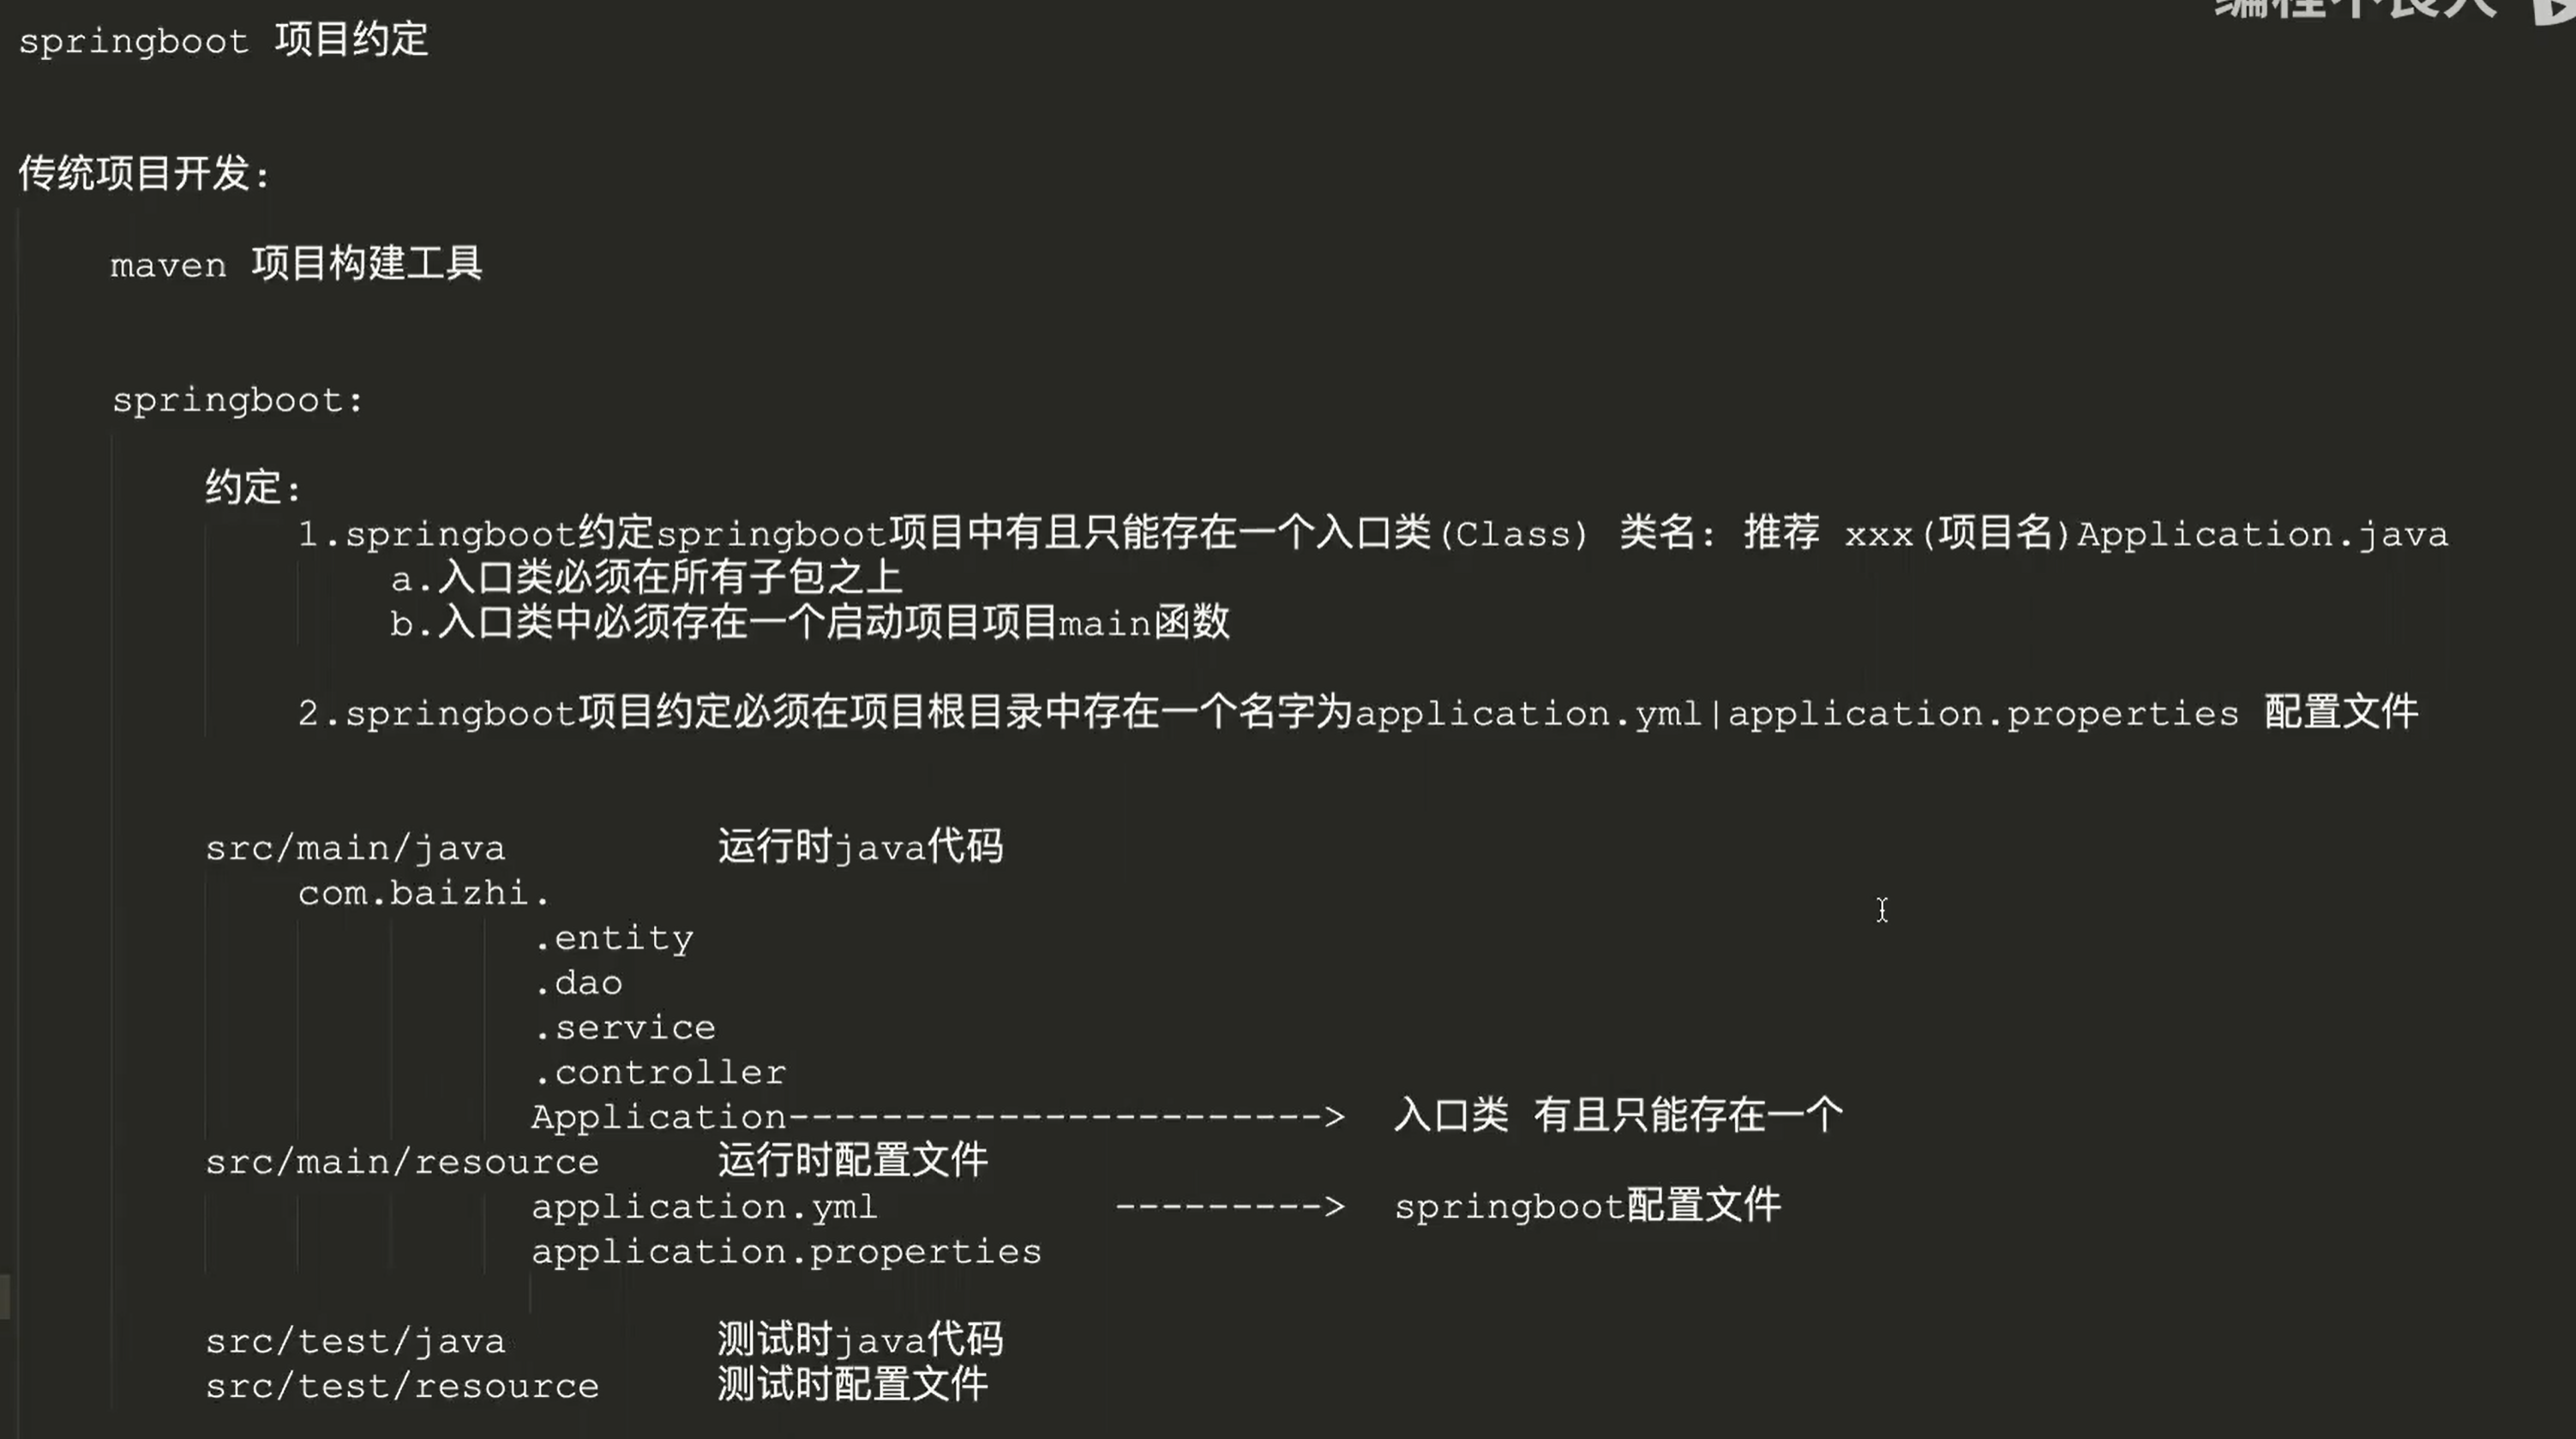 编程不良人
springboot 项目约定
传统项目开发:
maven 项目构建工具
springboot:
约定:
1.springboot约定springboot项目中有且只能存在一个入口类(Class) 类名: 推荐 xxx(项目名)Application.java
a.入口类必须在所有子包之上
b.入口类中必须存在一个启动项目项目main函数
2.springboot项目约定必须在项目根目录中存在一个名字为application.yml|application.properties 配置文件
src/main/java 运行时java代码
com.baizhi.
.entity
.dao
.service
.controller
Application-----------------------> 入口类 有且只能存在一个
src/main/resource 运行时配置文件
application.yml ---------> springboot配置文件
application.properties
src/test/java 测试时java代码
src/test/resource 测试时配置文件